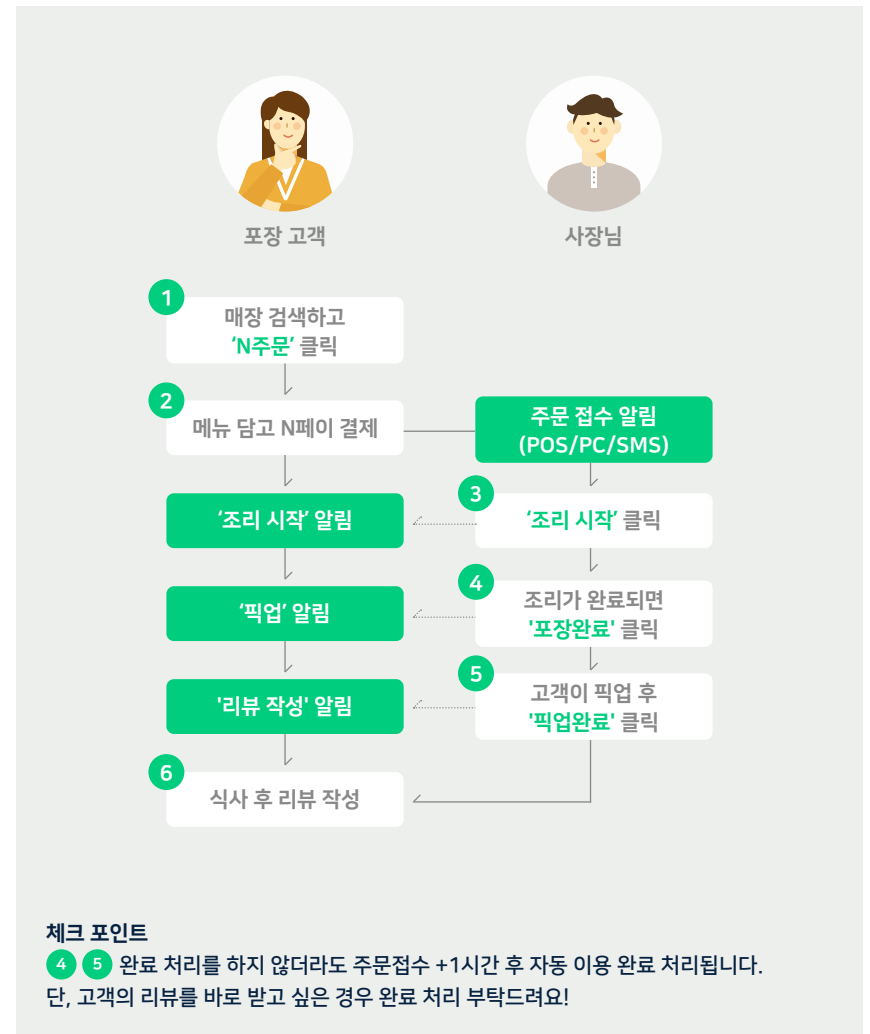 포장 고객
사장님
1
매장 검색하고
‘N주문’ 클릭
2
메뉴 담고 N페이 결제
주문 접수 알림
(POS/PC/SMS)
‘조리 시작’ 알림
3
‘조리 시작’ 클릭
‘픽업’ 알림
4
조리가 완료되면
'포장완료' 클릭
'리뷰 작성' 알림
5
고객이 픽업 후
'픽업완료' 클릭
6
식사 후 리뷰 작성
체크 포인트
4 5 완료 처리를 하지 않더라도 주문접수 +1시간 후 자동 이용 완료 처리됩니다.
단, 고객의 리뷰를 바로 받고 싶은 경우 완료 처리 부탁드려요!